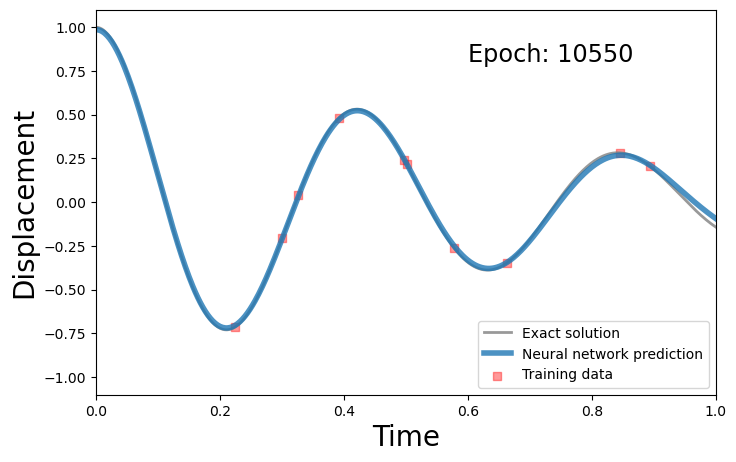 Epoch: 10550
Displacement
1.00
0.75
0.50
0.25
0.00
−0.25
−0.50
−0.75
−1.00
Exact solution
Neural network prediction
Training data
0.0 0.2 0.4 0.6 0.8 1.0
Time